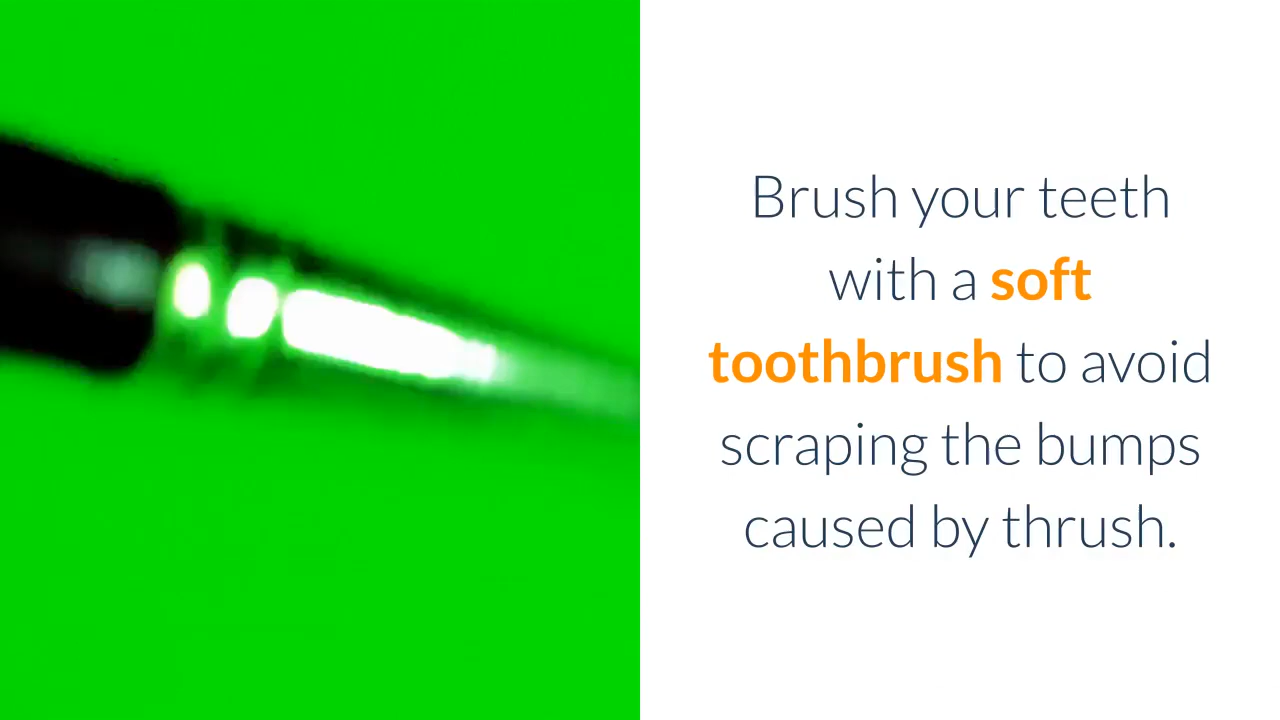 Brush your teeth
with a soft
toothbrush to avoid
scraping the bumps
caused by thrush.